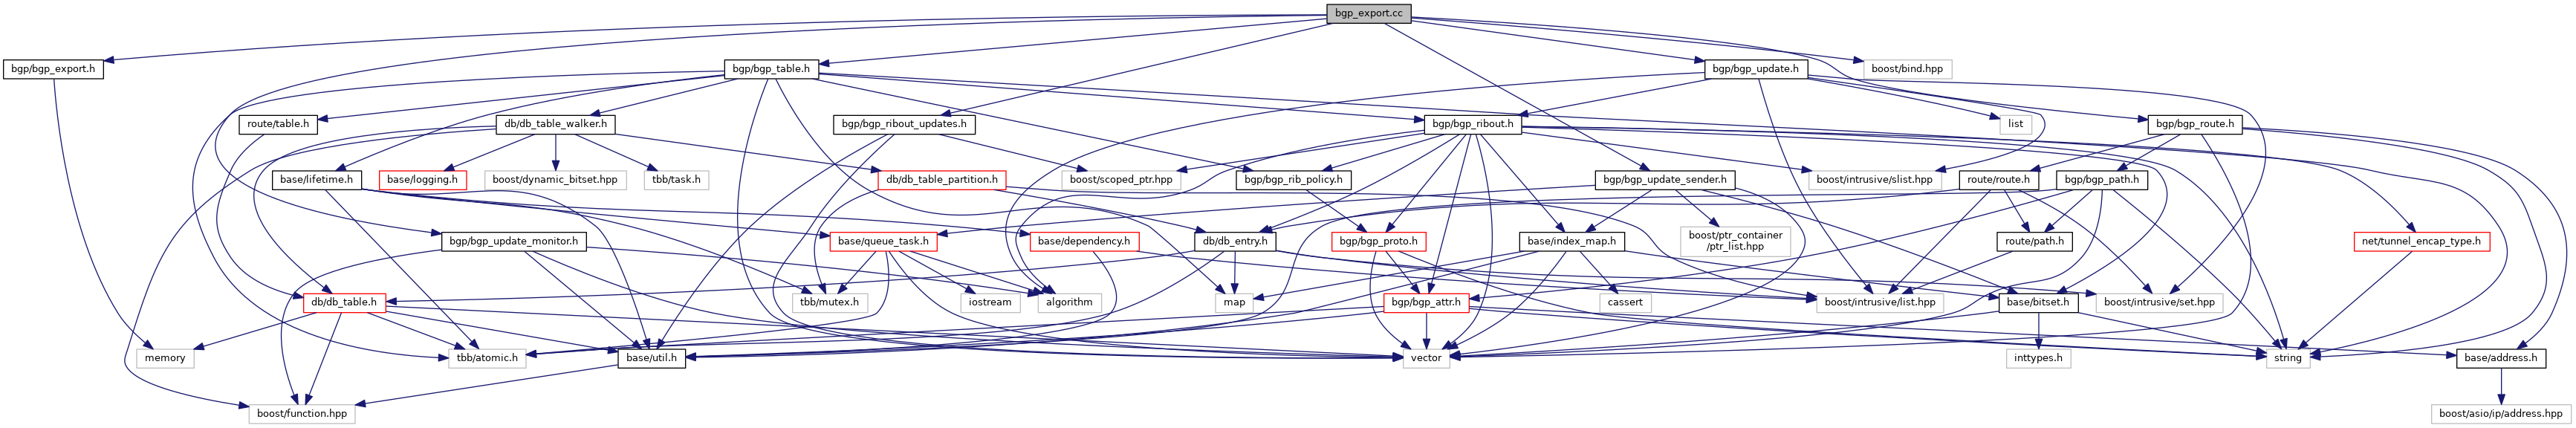 bgp_export.cc
bgp/bgp_export.h
bgp/bgp_table.h
bgp/bgp_update.h
boost/bind.hpp
route/table.h
db/db_table_walker.h
bgp/bgp_ribout_updates.h
bgp/bgp_ribout.h
list
bgp/bgp_route.h
base/lifetime.h
base/logging.h
boost/dynamic_bitset.hpp
tbb/task.h
db/db_table_partition.h
boost/scoped_ptr.hpp
bgp/bgp_rib_policy.h
bgp/bgp_update_sender.h
boost/intrusive/slist.hpp
route/route.h
bgp/bgp_path.h
bgp/bgp_update_monitor.h
base/queue_task.h
base/dependency.h
db/db_entry.h
bgp/bgp_proto.h
base/index_map.h
boost/ptr_container
/ptr_list.hpp
route/path.h
net/tunnel_encap_type.h
db/db_table.h
tbb/mutex.h
iostream
algorithm
map
bgp/bgp_attr.h
cassert
boost/intrusive/list.hpp
base/bitset.h
boost/intrusive/set.hpp
memory
tbb/atomic.h
base/util.h
vector
inttypes.h
string
base/address.h
boost/function.hpp
boost/asio/ip/address.hpp